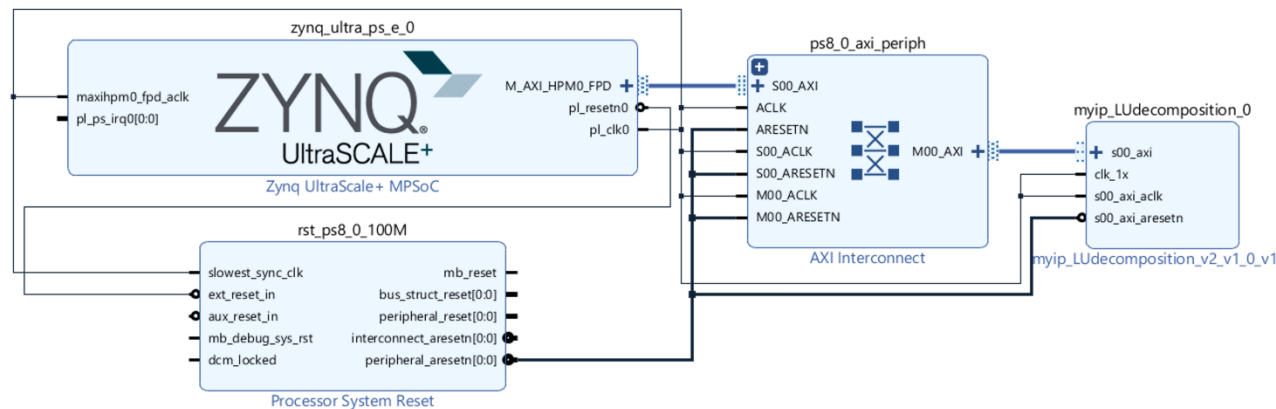 zynq_ultra_ps_e_0
maxihpm0_fpd_aclk
pl_ps_irq0[0:0]
ZYNQ®
UltraSCALE+
M_AXI_HPM0_FPD
pl_resetn0
pl_clk0
Zynq UltraScale+ MPSoC
rst_ps8_0_100M
slowest_sync_clk
ext_reset_in
aux_reset_in
mb_debug_sys_rst
dcm_locked
mb_reset
bus_struct_reset[0:0]
peripheral_reset[0:0]
interconnect_aresetn[0:0]
peripheral_aresetn[0:0]
Processor System Reset
ps8_0_axi_periph
S00_AXI
ACLK
ARESETN
S00_ACLK
S00_ARESETN
M00_ACLK
M00_ARESETN
M00_AXI
AXI Interconnect
myip_LUdecomposition_0
s00_axi
clk_1x
s00_axi_aclk
s00_axi_aresetn
myip_LUdecomposition_v2_v1_0_v1